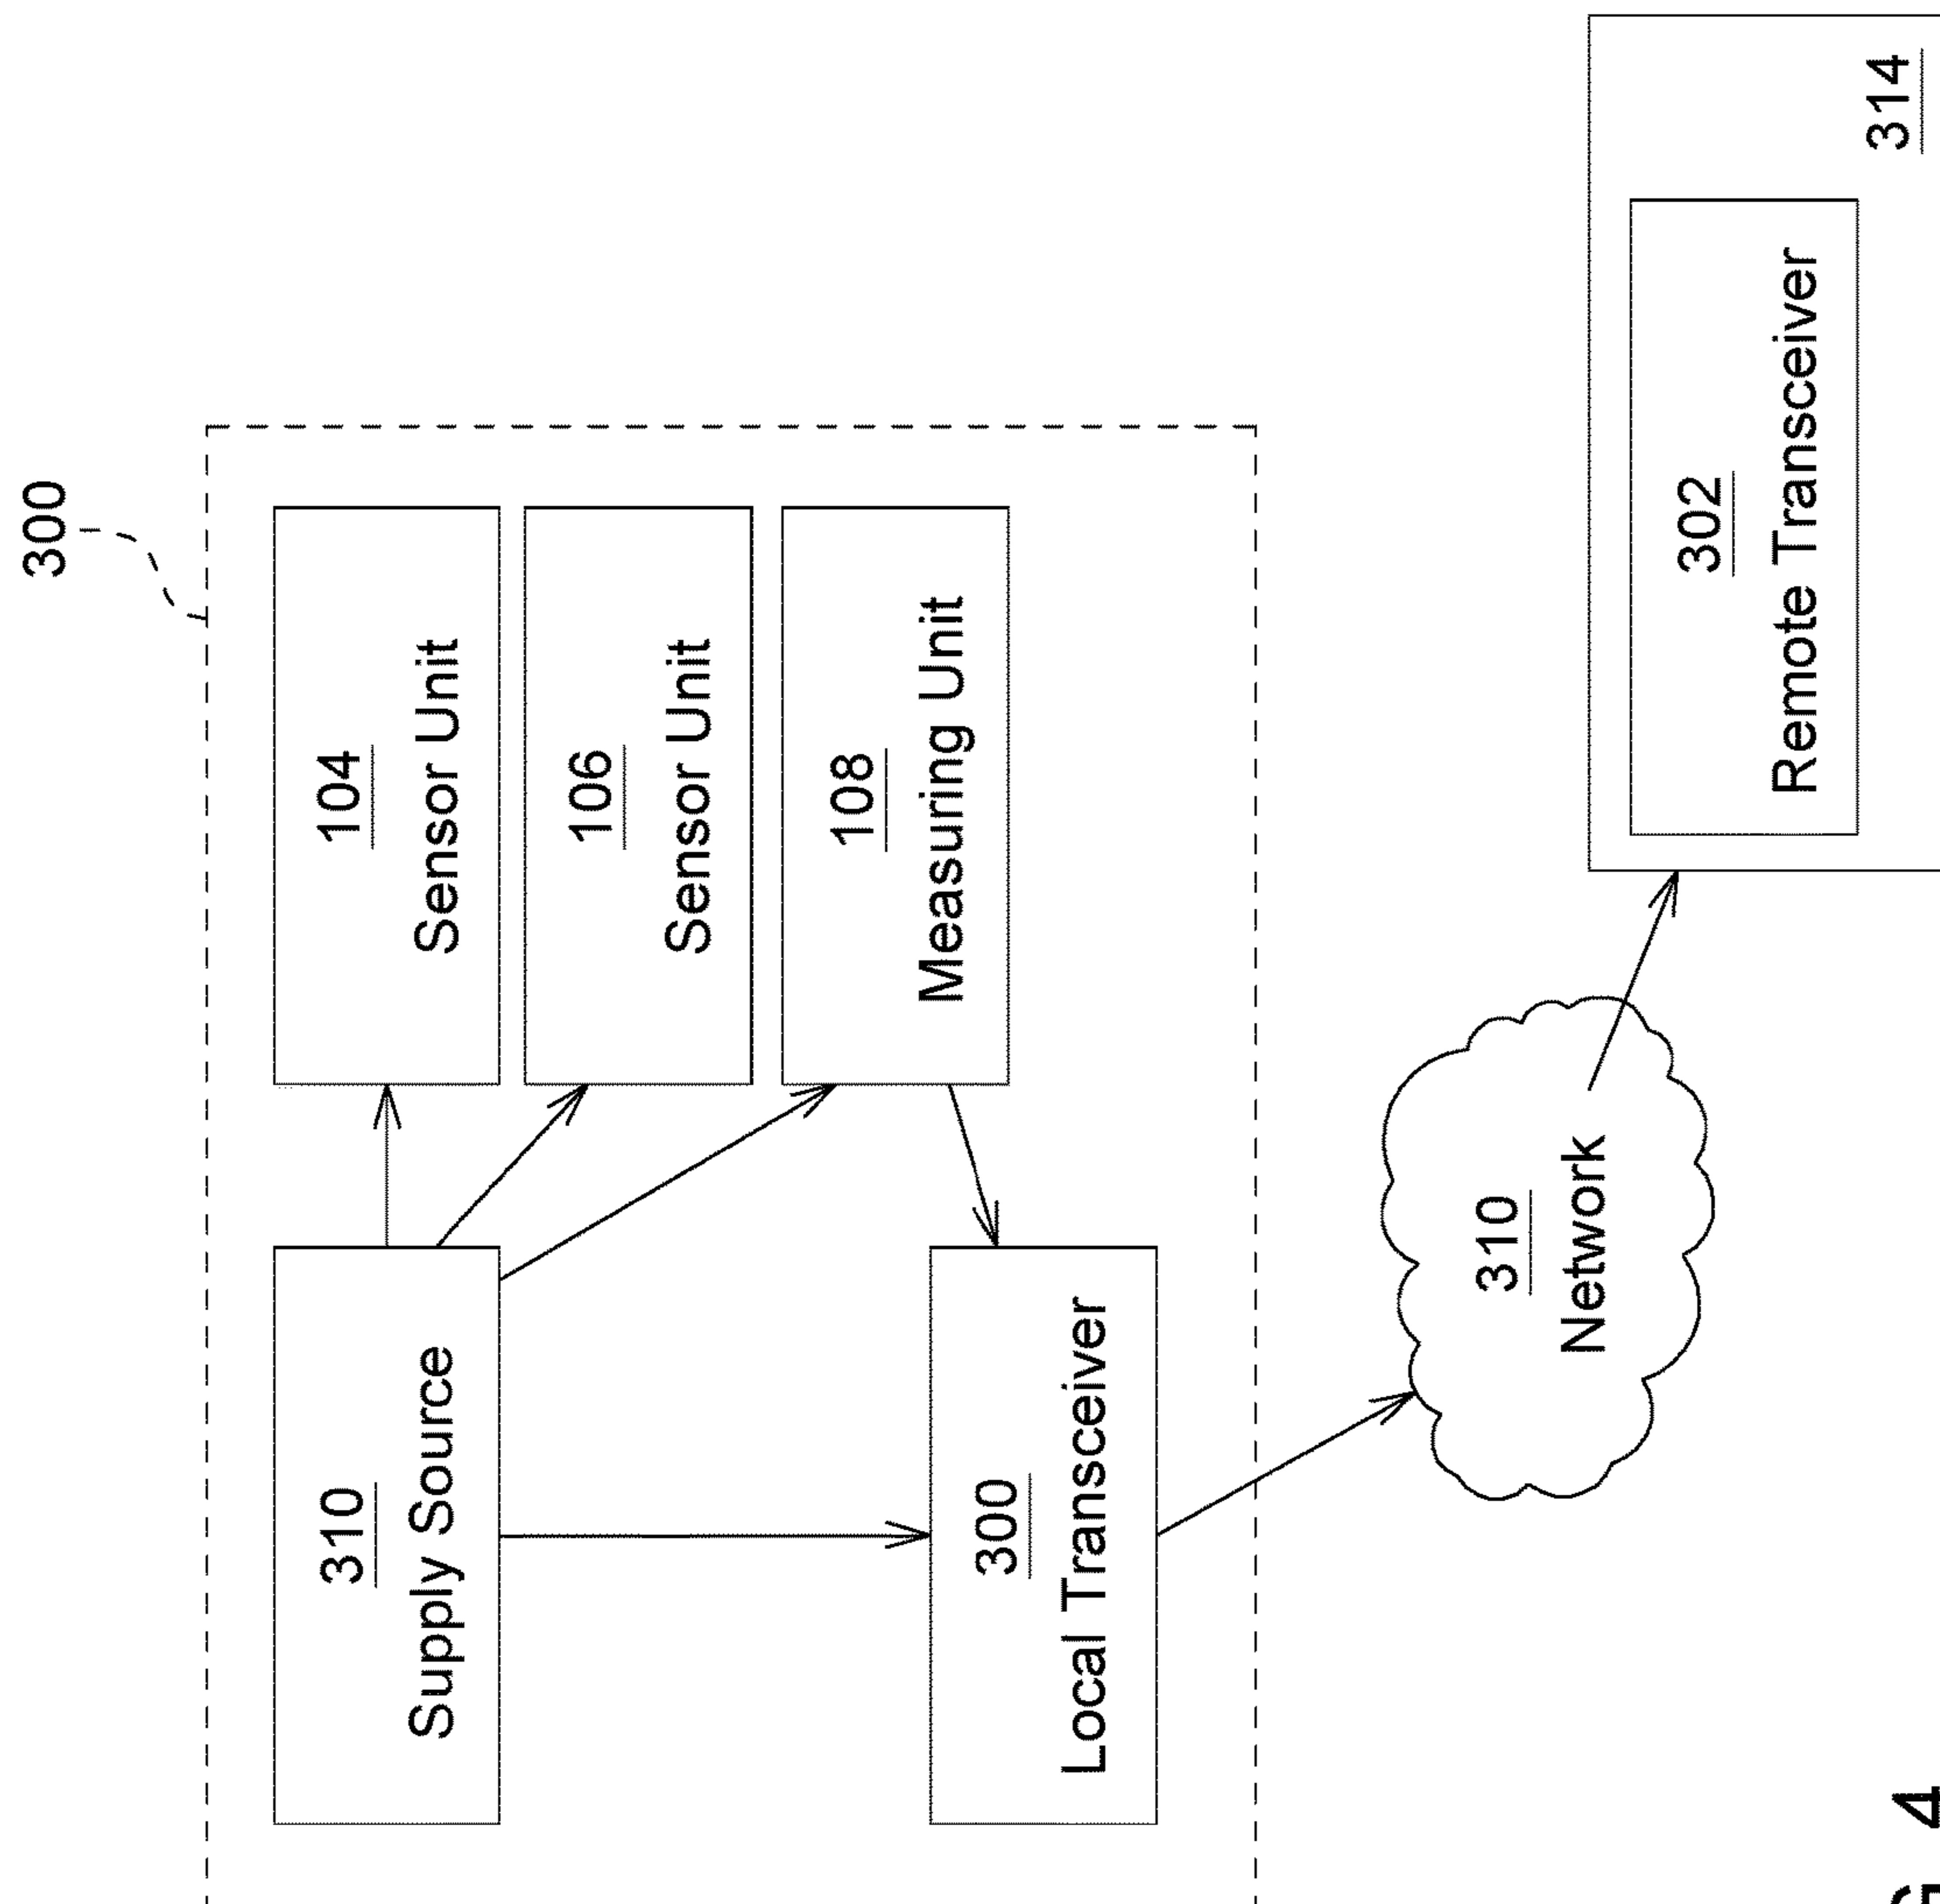 300
310
Supply Source
104
Sensor Unit
106
Sensor Unit
108
Measuring Unit
300
Local Transceiver
310
Network
302
Remote Transceiver
314
4